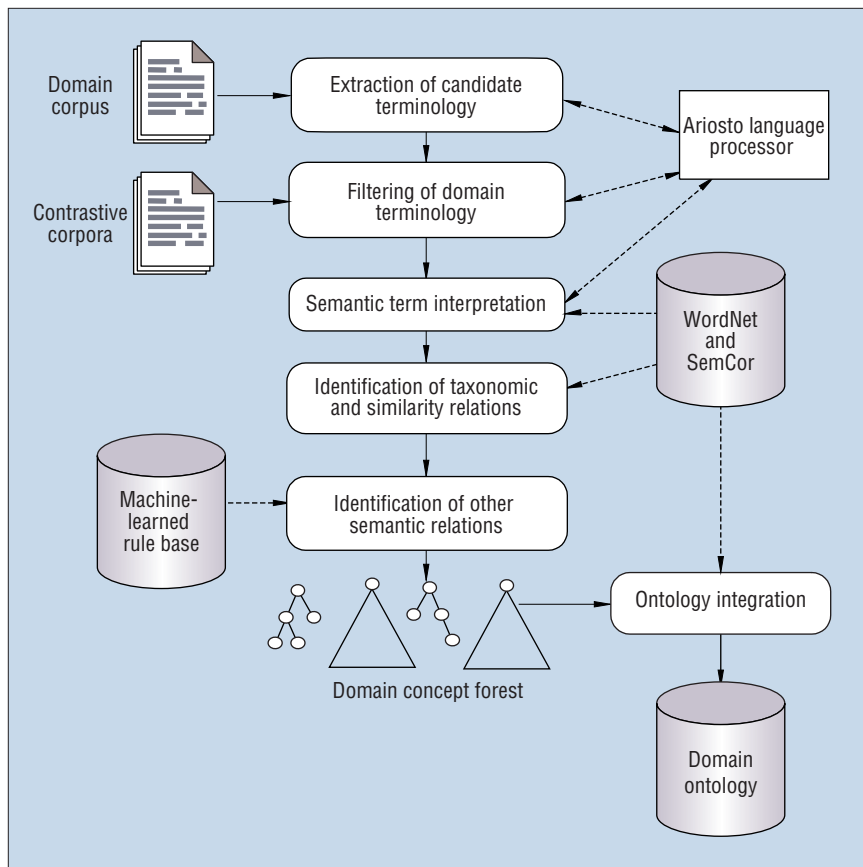 Domain
corpus
Extraction of candidate
terminology
Ariosto language
processor
Contrastive
corpora
Filtering of domain
terminology
Semantic term interpretation
WordNet
and
SemCor
Identification of taxonomic
and similarity relations
Machine-
learned
rule base
Identification of other
semantic relations
Ontology integration
Domain concept forest
Domain
ontology